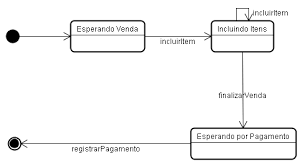 incluirItem
Esperando Venda
Incluindo Itens
incluirItem
finalizarVenda
Esperando por Pagamento
registrarPagamento